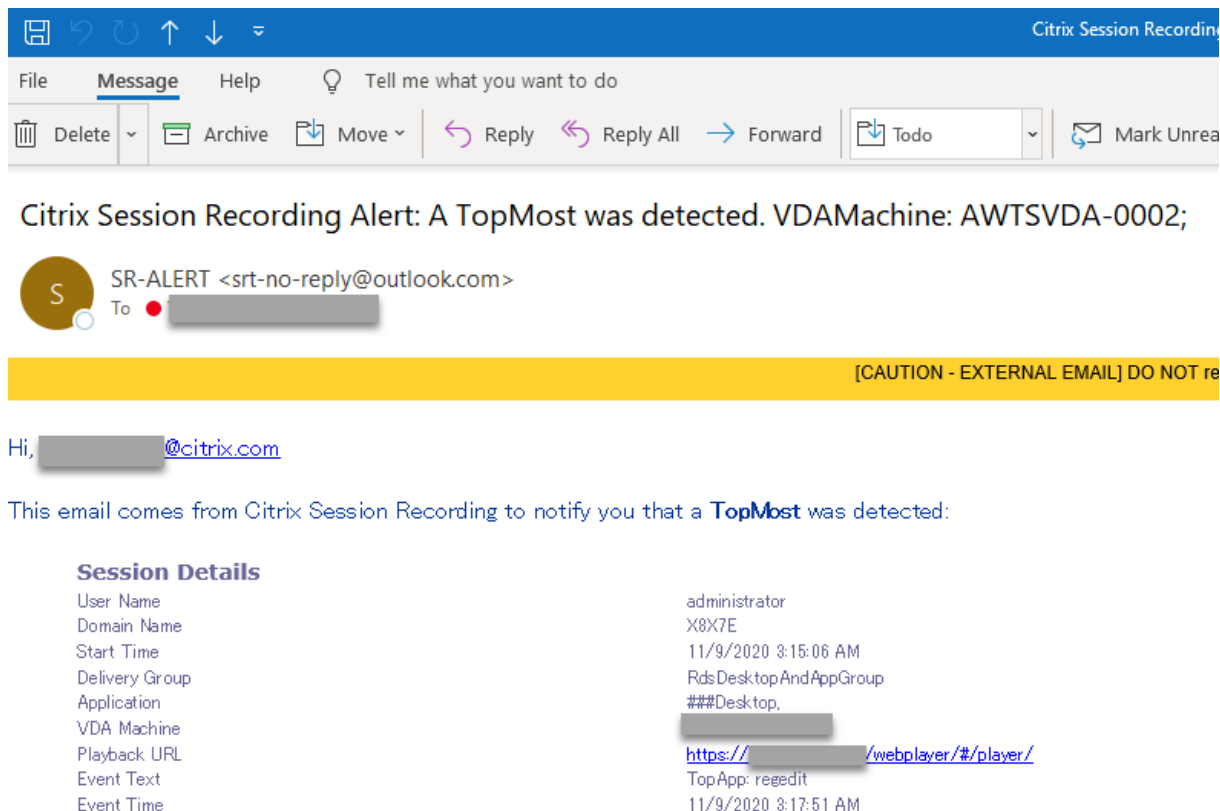 Citrix Session Recording
File Message Help Tell me what you want to do
Delete Archive Move Reply Reply All Forward Todo Mark Unrea
Citrix Session Recording Alert: A TopMost was detected. VDAMachine: AWTSVDA-0002;
S
SR-ALERT <srt-no-reply@outlook.com>
To
[CAUTION - EXTERNAL EMAIL] DO NOT re
Hi, @citrix.com
This email comes from Citrix Session Recording to notify you that a TopMost was detected:
Session Details
User Name administrator
Domain Name X8X7E
Start Time 11/9/2020 3:15:06 AM
Delivery Group RdsDesktopAndAppGroup
Application ###Desktop,
VDA Machine
Playback URL https:// /webplayer/#/player/
Event Text TopApp: regedit
Event Time 11/9/2020 3:17:51 AM